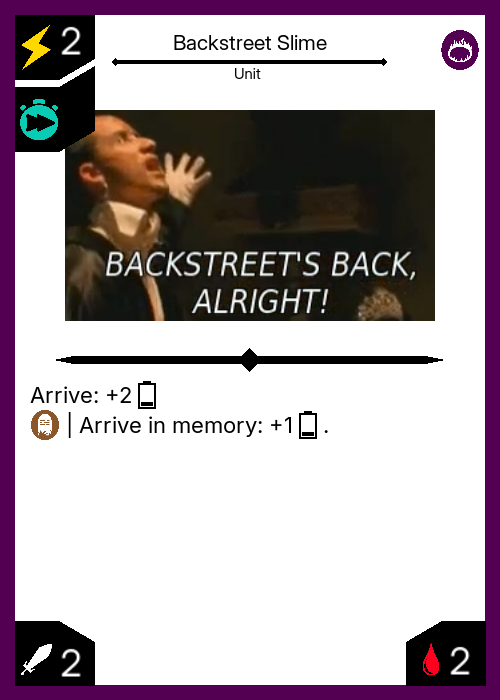 2
Backstreet Slime
Unit
BACKSTREET'S BACK,
ALRIGHT!
Arrive: +2
| Arrive in memory: +1 .
2
2